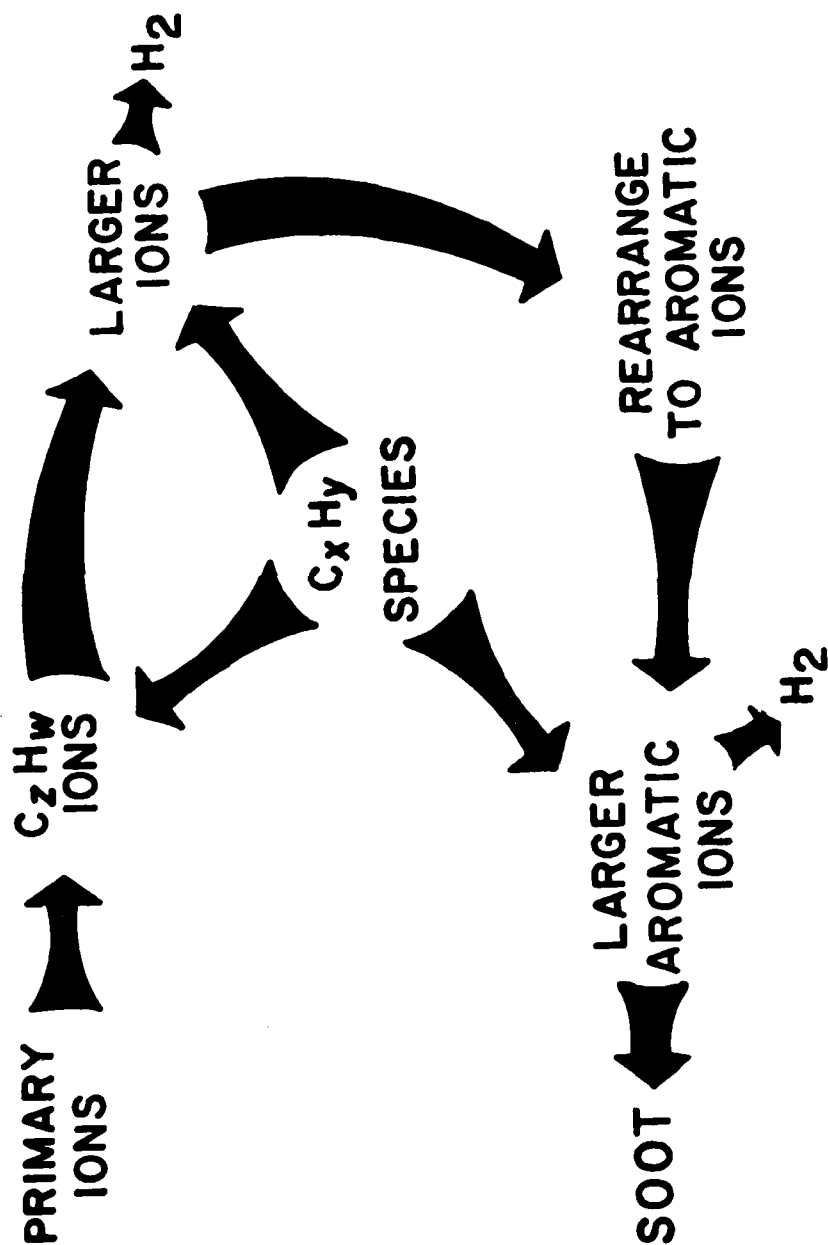 PRIMARY
IONS
CzHw
IONS
LARGER
IONS
H2
CxHy
SPECIES
REARRANGE
TO AROMATIC
IONS
LARGER
AROMATIC
IONS
H2
SOOT